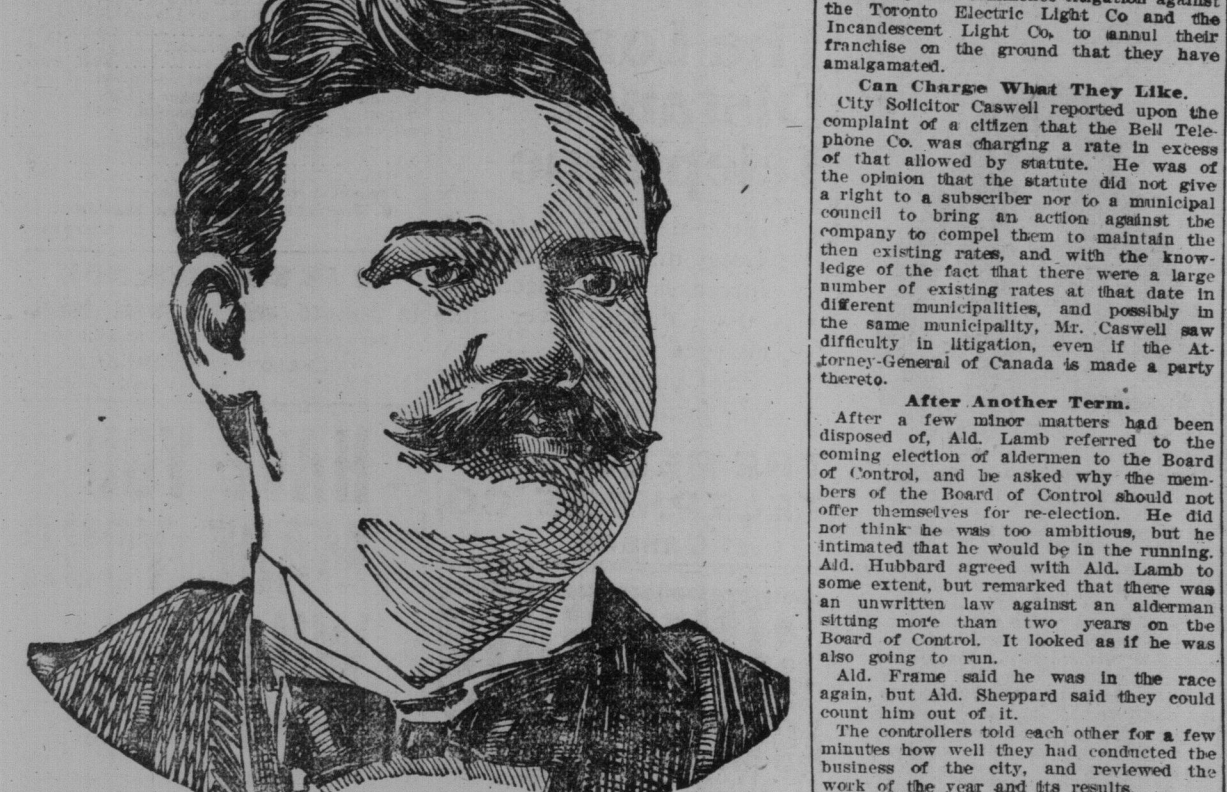 the Toronto Electric Light Co and the
Incandescent Light Co, to annul their
franchise on the ground that they have
amalgamated.
Can Charge What They Like.
City Solicitor Caswell reported upon the
complaint of a citizen that the Bell Tele-
phone Co. was charging a rate in excess
of that allowed by statute. He was of
the opinion that the statute did not give
a right to a subscriber nor to a municipal
council to bring an action against the
company to compel them to maintain the
then existing rates, and with the know-
ledge of the fact that there were a large
number of existing rates at that date in
different municipalities, and possibly in
the same municipality, Mr. Caswell saw
difficulty in litigation, even if the At-
torney-General of Canada is made a party
thereto.
After Another Term.
After a few minor matters had been
disposed of, Ald. Lamb referred to the
coming election of aldermen to the Board
of Control, and he asked why the mem-
bers of the Board of Control should not
offer themselves for re-election. He did
not think he was too ambitious, but he
intimated that he would be in the running.
Ald. Hubbard agreed with Ald. Lamb to
some extent, but remarked that there was
an unwritten law against an alderman
sitting more than two years on the
Board of Control. It looked as if he was
also going to run.
Ald. Frame said he was in the race
again, but Ald. Sheppard said they could
count him out of it.
The controllers told each other for a few
minutes how well they had conducted the
business of the city, and reviewed the
work of the year and its results.